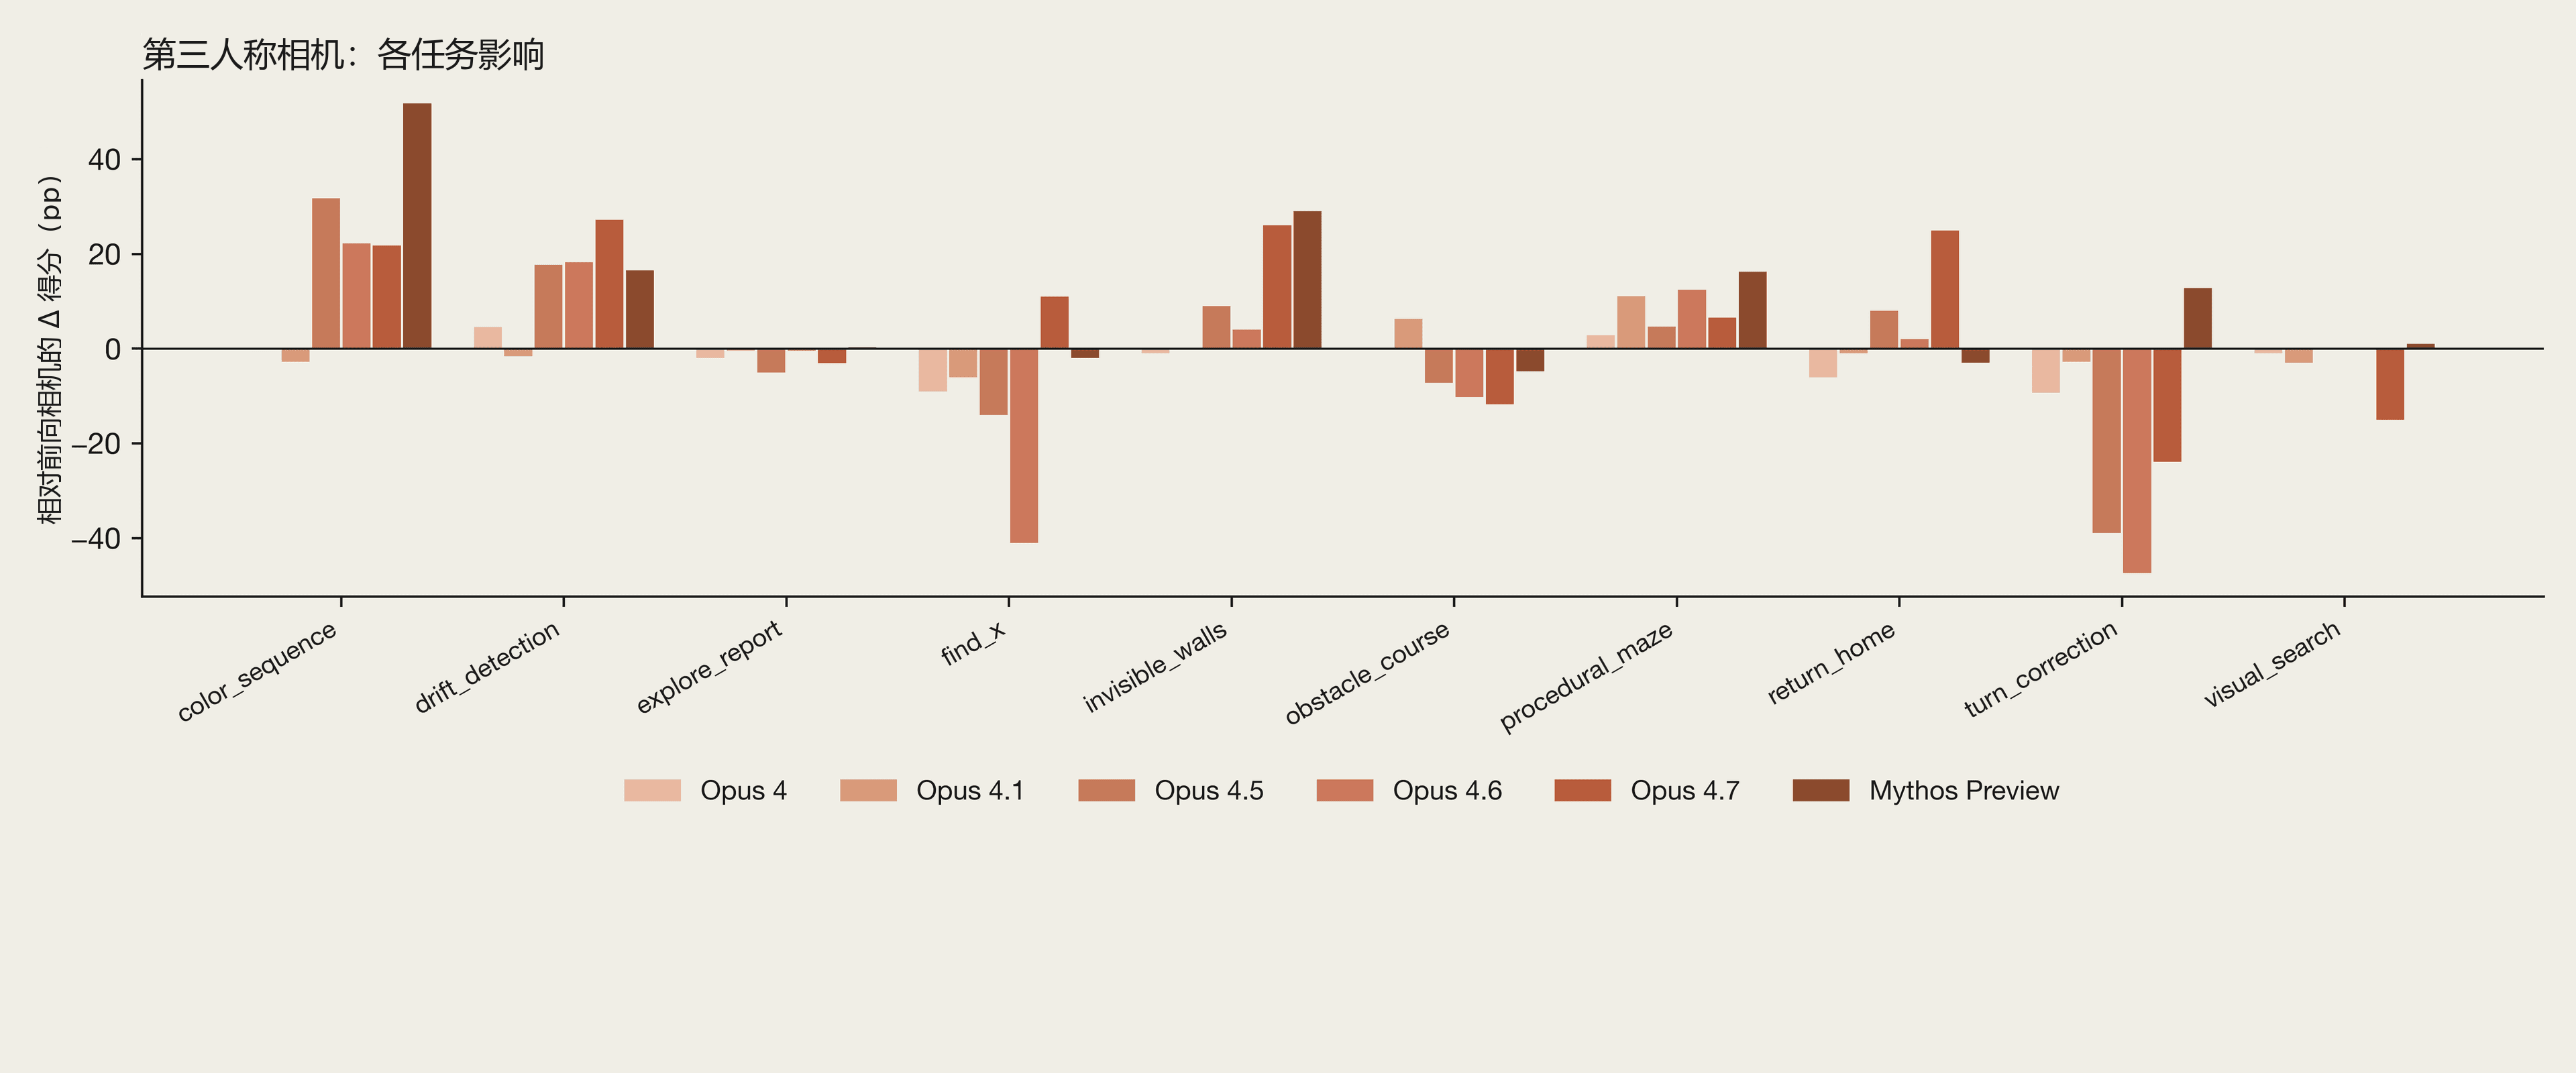 第三人称相机：各任务影响
相对前向相机的 Δ 得分（pp）
40
20
0
−20
−40
color_sequence
drift_detection
explore_report
find_x
invisible_walls
obstacle_course
procedural_maze
return_home
turn_correction
visual_search
Opus 4
Opus 4.1
Opus 4.5
Opus 4.6
Opus 4.7
Mythos Preview